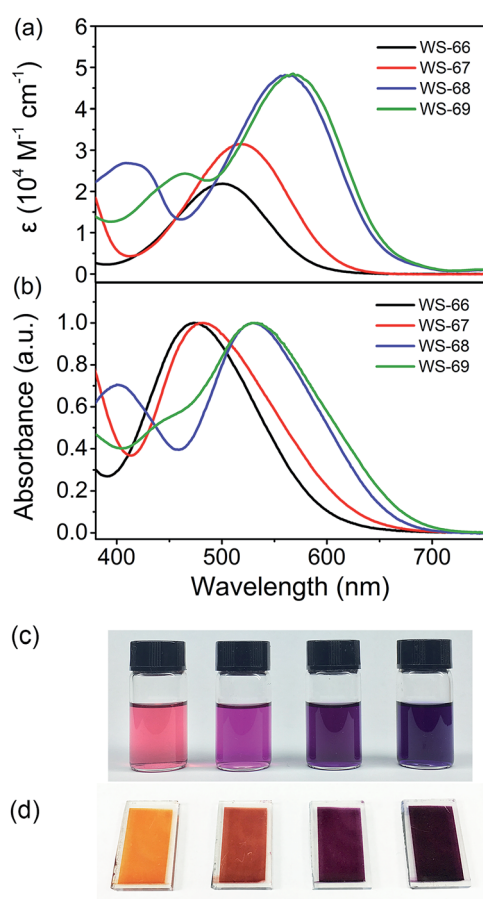 (a)
6
5
4
3
2
1
0
ε (10⁴ M⁻¹ cm⁻¹)
WS-66
WS-67
WS-68
WS-69
(b)
1.0
0.8
0.6
0.4
0.2
0.0
Absorbance (a.u.)
WS-66
WS-67
WS-68
WS-69
400 500 600 700
Wavelength (nm)
(c)
(d)